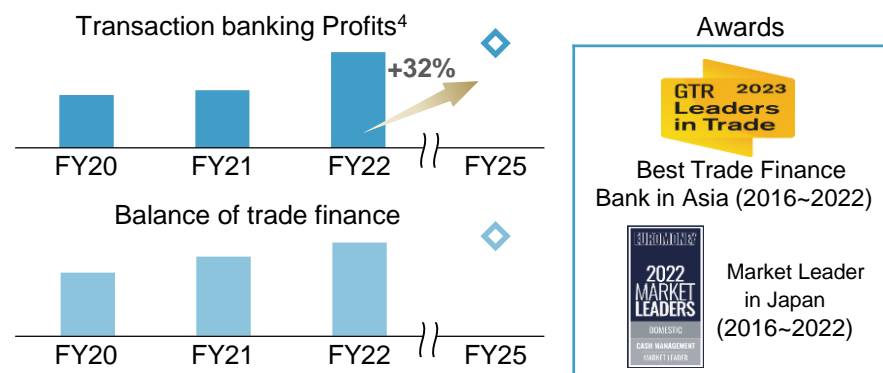 Transaction banking Profits⁴
+32%
FY20
FY21
FY22
FY25
Balance of trade finance
FY20
FY21
FY22
FY25
Awards
GTR 2023
Leaders
in Trade
Best Trade Finance
Bank in Asia (2016~2022)
EUROMONEY
2022
MARKET
LEADERS
DOMESTIC
CASH MANAGEMENT
MARKET LEADER
Market Leader
in Japan
(2016~2022)